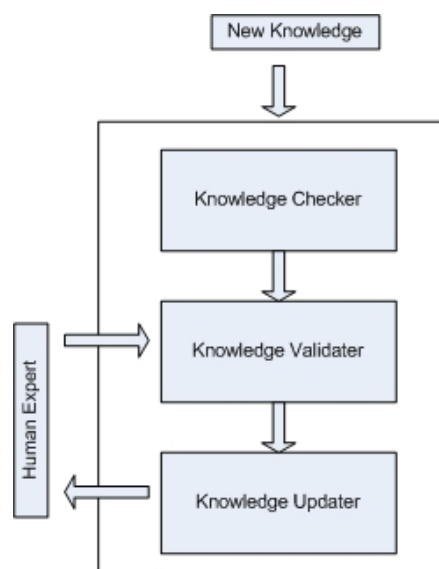 New Knowledge
Knowledge Checker
Knowledge Validater
Human Expert
Knowledge Updater